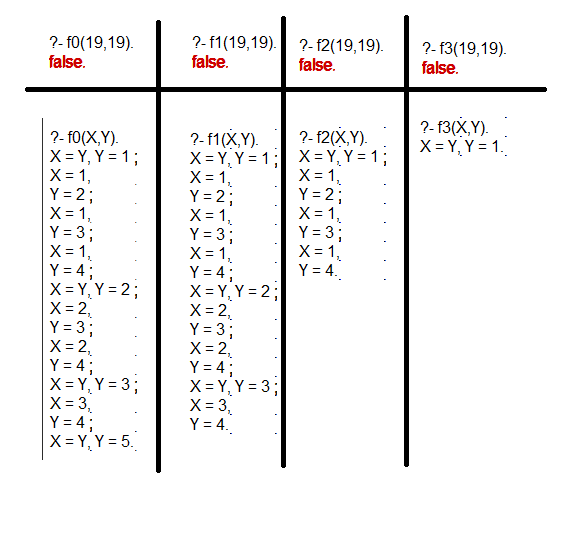 ?- f0(19,19).
false.
?- f0(X,Y).
X = Y, Y = 1 ;
X = 1,
Y = 2 ;
X = 1,
Y = 3 ;
X = 1,
Y = 4 ;
X = Y, Y = 2 ;
X = 2,
Y = 3 ;
X = 2,
Y = 4 ;
X = Y, Y = 3 ;
X = 3,
Y = 4 ;
X = Y, Y = 5.
?- f1(19,19).
false.
?- f1(X,Y).
X = Y, Y = 1 ;
X = 1,
Y = 2 ;
X = 1,
Y = 3 ;
X = 1,
Y = 4 ;
X = Y, Y = 2 ;
X = 2,
Y = 3 ;
X = 2,
Y = 4 ;
X = Y, Y = 3 ;
X = 3,
Y = 4.
?- f2(19,19).
false.
?- f2(X,Y).
X = Y, Y = 1 ;
X = 1,
Y = 2 ;
X = 1,
Y = 3 ;
X = 1,
Y = 4.
?- f3(19,19).
false.
?- f3(X,Y).
X = Y, Y = 1.